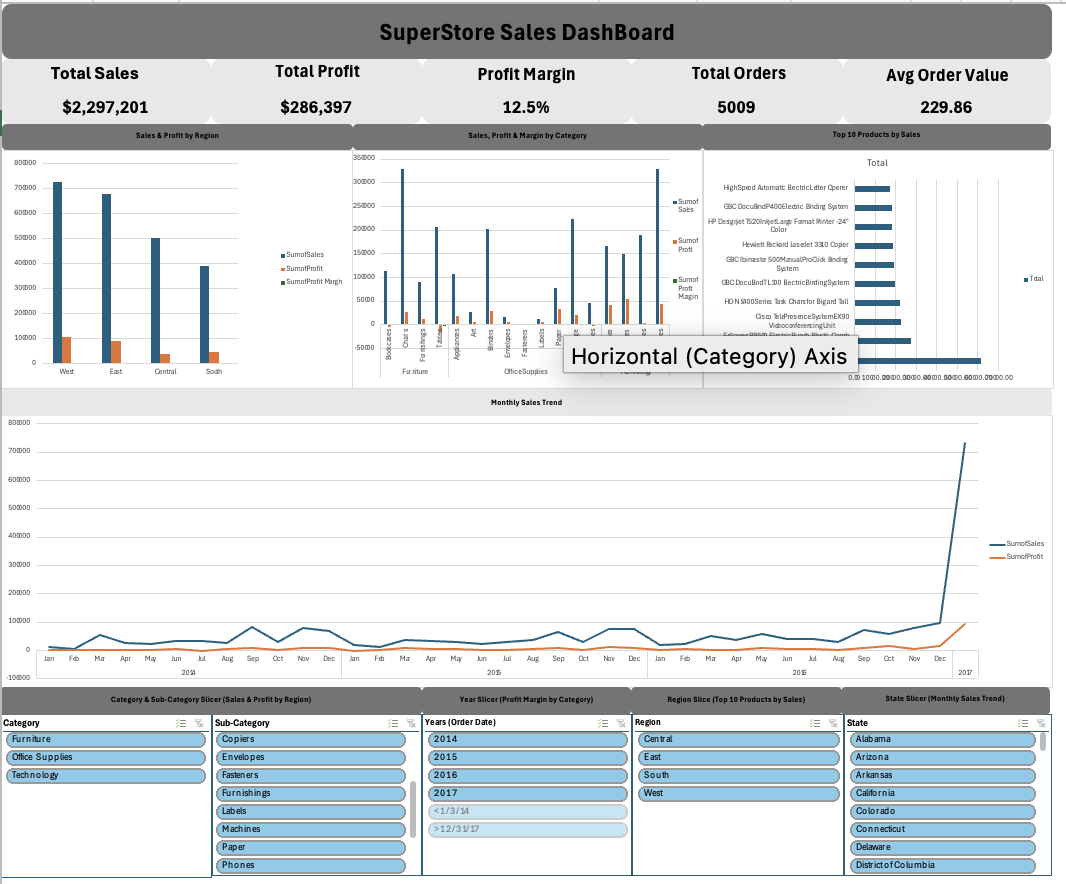 SuperStore Sales DashBoard
Total Sales
$2,297,201
Total Profit
$286,397
Profit Margin
12.5%
Total Orders
5009
Avg Order Value
229.86
Sales & Profit by Region
Sales, Profit & Margin by Category
Top 10 Products by Sales
800000
700000
600000
500000
400000
300000
200000
100000
0
West
East
Central
South
SumofSales
SumofProfit
SumofProfit Margin
350000
300000
250000
200000
150000
100000
50000
0
-50000
Bookcases
Chairs
Furnishings
Tables
Appliances
Art
Binders
Envelopes
Fasteners
Labels
Paper
Furniture
OfficeSupplies
Sumof
Sales
Sumof
Profit
Sumof
Profit
Margin
Total
HighSpeed Automatic ElectricLetter Opener
GBC DocuBindP400Electric Binding System
HP Designjet T520InkjetLarge Format Printer -24"
Color
Hewlett Packard LaserJet 3310 Copier
GBC Ibimaster 500ManualProClick Binding
System
GBC DocuBindTL300 ElectricBindingSystem
HON 5400Series Task Chairsfor Bigand Tall
Cisco TelePresenceSystemEX90
VideoconferencingUnit
Total
Horizontal (Category) Axis
Monthly Sales Trend
800000
700000
600000
500000
400000
300000
200000
100000
0
-100000
Jan Feb Mar Apr May Jun Jul Aug Sep Oct Nov Dec Jan Feb Mar Apr May Jun Jul Aug Sep Oct Nov Dec Jan Feb Mar Apr May Jun Jul Aug Sep Oct Nov Dec
2014 2015 2016 2017
SumofSales
SumofProfit
Category & Sub-Category Slicer (Sales & Profit by Region)
Year Slicer (Profit Margin by Category)
Region Slice (Top 10 Products by Sales)
State Slicer (Monthly Sales Trend)
Category
Furniture
Office Supplies
Technology
Sub-Category
Copiers
Envelopes
Fasteners
Furnishings
Labels
Machines
Paper
Phones
Years (Order Date)
2014
2015
2016
2017
<1/3/14
>12/31/17
Region
Central
East
South
West
State
Alabama
Arizona
Arkansas
California
Colorado
Connecticut
Delaware
District of Columbia